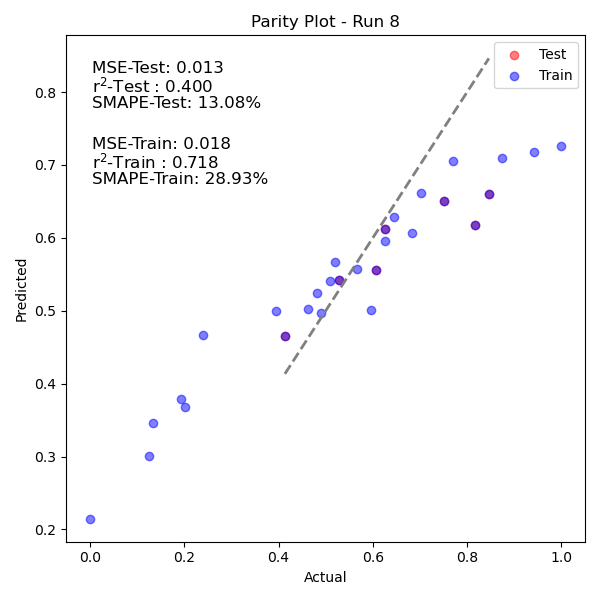 Parity Plot - Run 8
MSE-Test: 0.013
r²-Test : 0.400
SMAPE-Test: 13.08%
MSE-Train: 0.018
r²-Train : 0.718
SMAPE-Train: 28.93%
Test
Train
0.8
0.7
0.6
0.5
0.4
0.3
0.2
Predicted
0.0 0.2 0.4 0.6 0.8 1.0
Actual